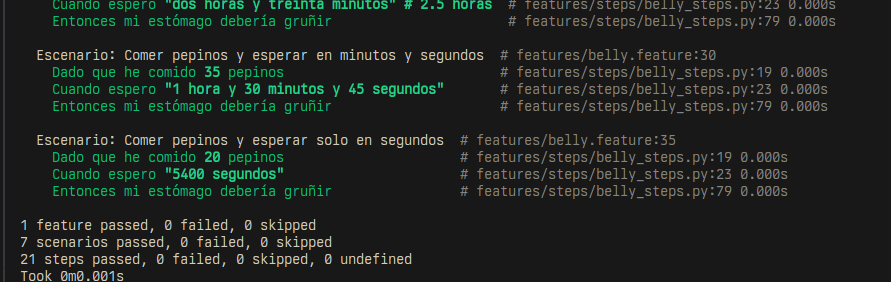 Cuando espero "dos horas y treinta minutos" # 2.5 horas # features/steps/belly_steps.py:23 0.000s
Entonces mi estómago debería gruñir # features/steps/belly_steps.py:79 0.000s
Escenario: Comer pepinos y esperar en minutos y segundos # features/belly.feature:30
Dado que he comido 35 pepinos # features/steps/belly_steps.py:19 0.000s
Cuando espero "1 hora y 30 minutos y 45 segundos" # features/steps/belly_steps.py:23 0.000s
Entonces mi estómago debería gruñir # features/steps/belly_steps.py:79 0.000s
Escenario: Comer pepinos y esperar solo en segundos # features/belly.feature:35
Dado que he comido 20 pepinos # features/steps/belly_steps.py:19 0.000s
Cuando espero "5400 segundos" # features/steps/belly_steps.py:23 0.000s
Entonces mi estómago debería gruñir # features/steps/belly_steps.py:79 0.000s
1 feature passed, 0 failed, 0 skipped
7 scenarios passed, 0 failed, 0 skipped
21 steps passed, 0 failed, 0 skipped, 0 undefined
Took 0m0.001s